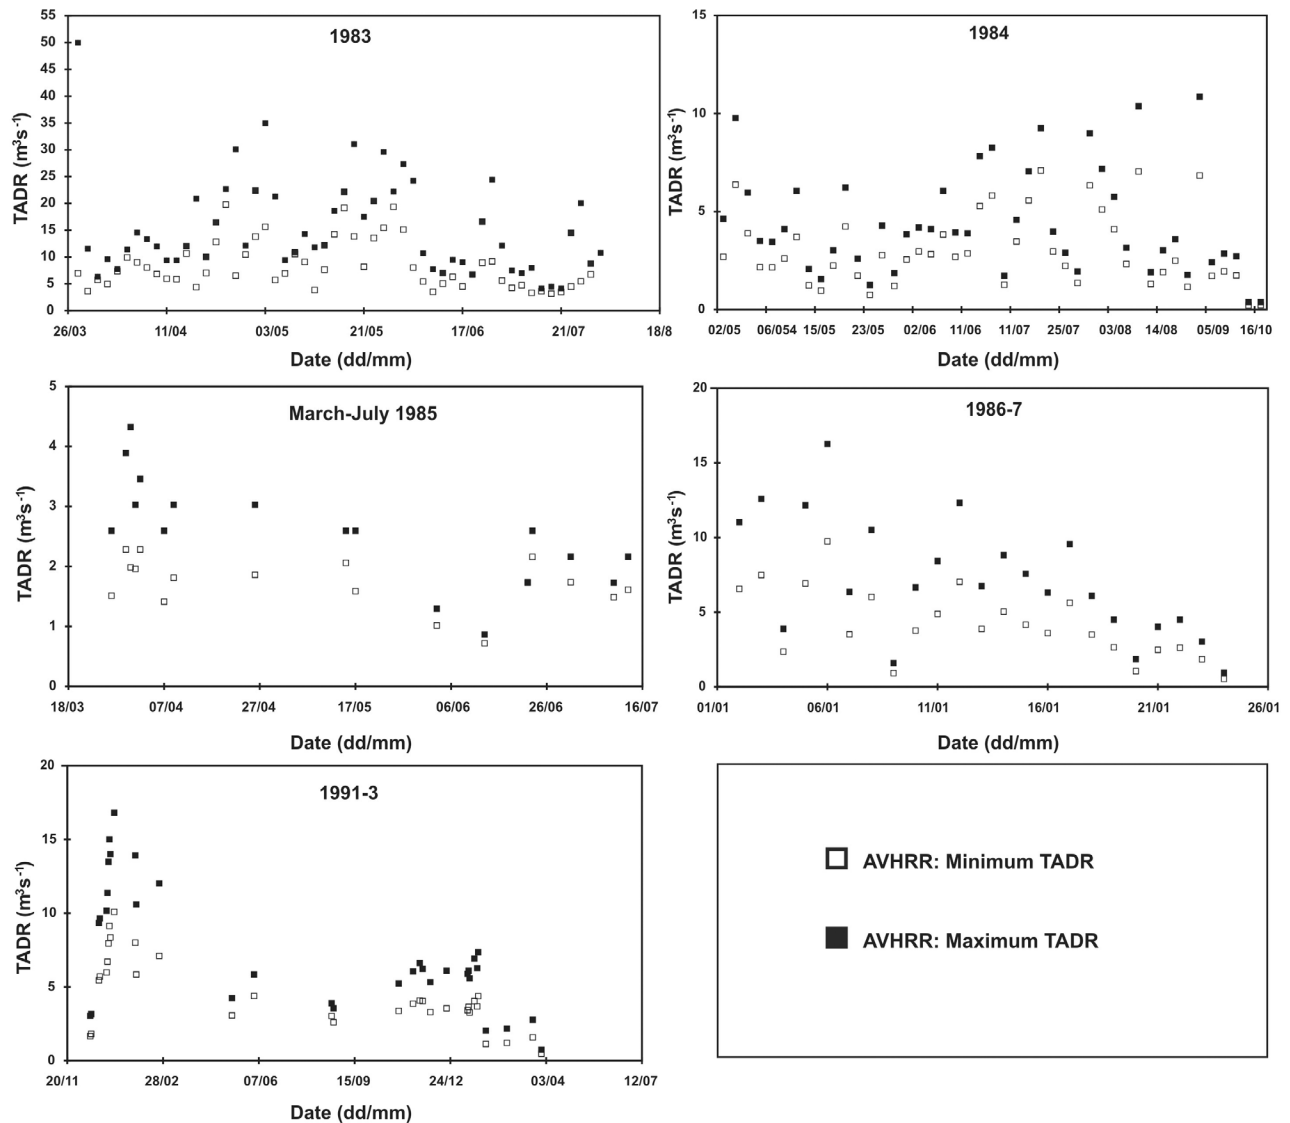 1983
TADR (m³s⁻¹)
55
50
45
40
35
30
25
20
15
10
5
0
26/03 11/04 03/05 21/05 17/06 21/07 18/8
Date (dd/mm)
1984
TADR (m³s⁻¹)
15
10
5
0
02/05 06/054 15/05 23/05 02/06 11/06 11/07 25/07 03/08 14/08 05/09 16/10
Date (dd/mm)
March-July 1985
TADR (m³s⁻¹)
5
4
3
2
1
0
18/03 07/04 27/04 17/05 06/06 26/06 16/07
Date (dd/mm)
1986-7
TADR (m³s⁻¹)
20
15
10
5
0
01/01 06/01 11/01 16/01 21/01 26/01
Date (dd/mm)
1991-3
TADR (m³s⁻¹)
20
15
10
5
0
20/11 28/02 07/06 15/09 24/12 03/04 12/07
Date (dd/mm)
AVHRR: Minimum TADR
AVHRR: Maximum TADR